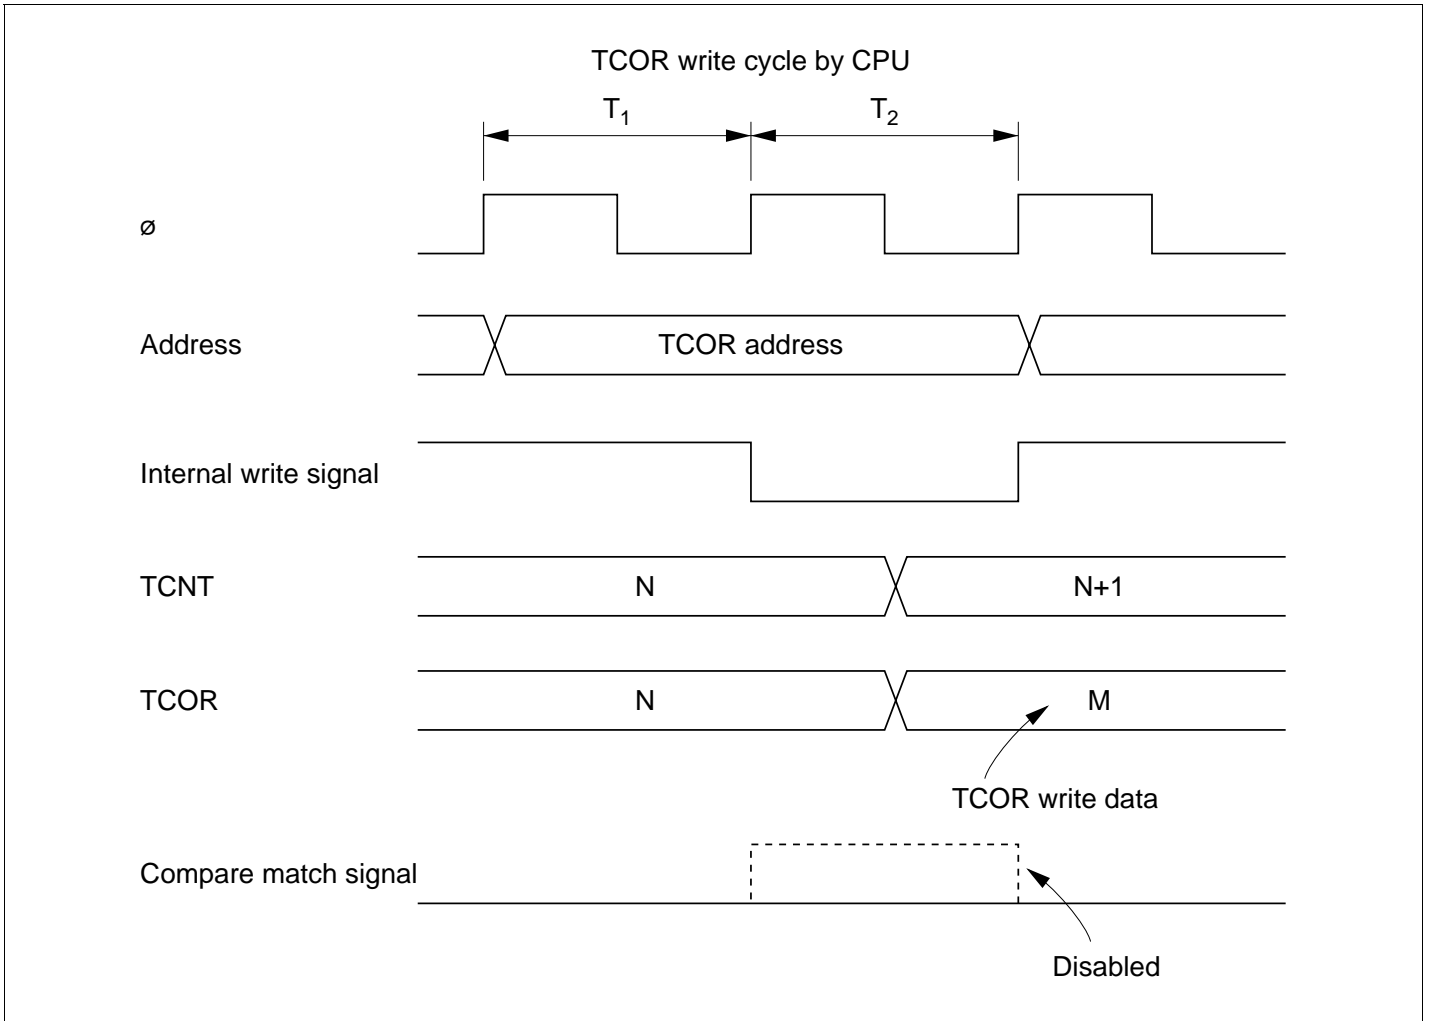 TCOR write cycle by CPU
T1 T2
ø
Address TCOR address
Internal write signal
TCNT N N+1
TCOR N M
TCOR write data
Compare match signal
Disabled